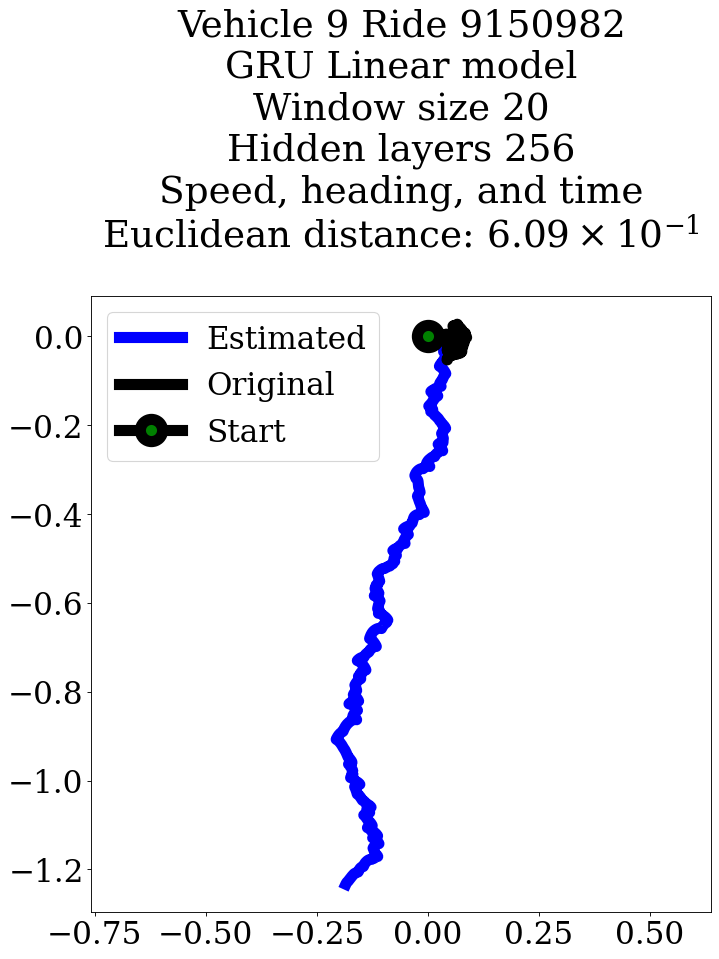 Vehicle 9 Ride 9150982
GRU Linear model
Window size 20
Hidden layers 256
Speed, heading, and time
Euclidean distance: 6.09 × 10⁻¹
Estimated
Original
Start
0.0
−0.2
−0.4
−0.6
−0.8
−1.0
−1.2
−0.75 −0.50 −0.25 0.00 0.25 0.50